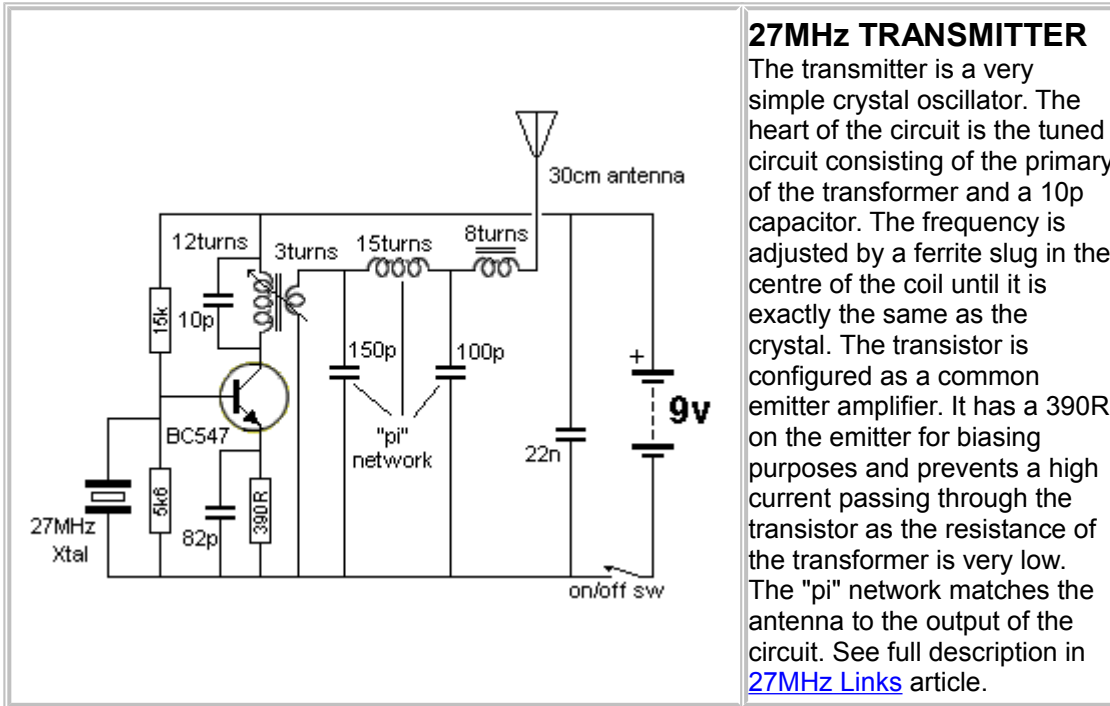 30cm antenna
12turns
3turns
15turns
8turns
15k
10p
150p
100p
+
9v
BC547
"pi"
network
22n
5k6
390R
82p
27MHz
Xtal
on/off sw
27MHz TRANSMITTER
The transmitter is a very
simple crystal oscillator. The
heart of the circuit is the tuned
circuit consisting of the primary
of the transformer and a 10p
capacitor. The frequency is
adjusted by a ferrite slug in the
centre of the coil until it is
exactly the same as the
crystal. The transistor is
configured as a common
emitter amplifier. It has a 390R
on the emitter for biasing
purposes and prevents a high
current passing through the
transistor as the resistance of
the transformer is very low.
The "pi" network matches the
antenna to the output of the
circuit. See full description in
27MHz Links article.